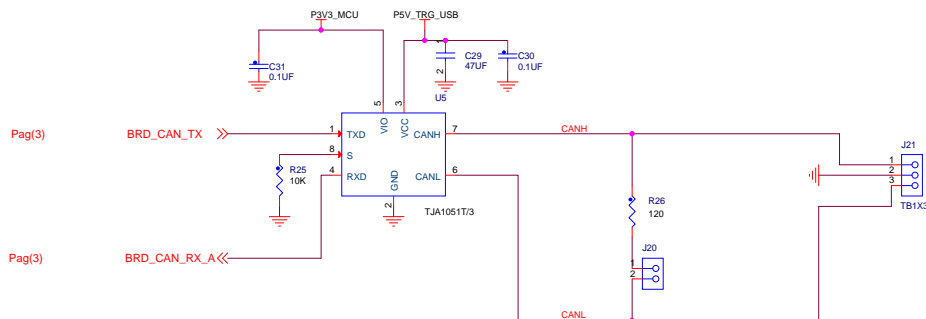 P3V3_MCU
P5V_TRG_USB
C31
0.1UF
1
C29
47UF
2
C30
0.1UF
U5
5
3
VIO
VCC
Pag(3)
BRD_CAN_TX
1
TXD
CANH
7
CANH
8
S
R25
10K
4
RXD
CANL
6
GND
2
TJA1051T/3
J21
1
2
3
TB1X3
R26
120
Pag(3)
BRD_CAN_RX_A
J20
1
2
CANL